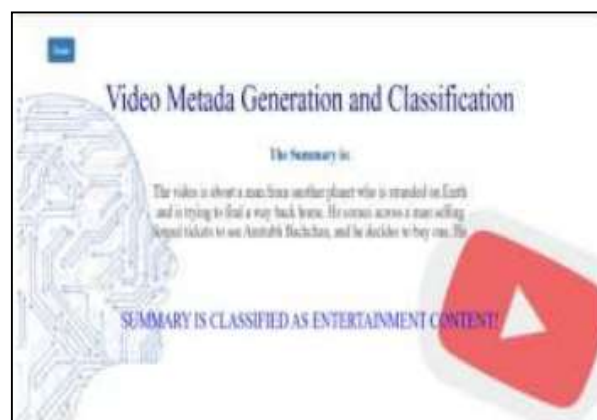 Video Metada Generation and Classification
The Summary is:
The video is about a man from another planet who is stranded on Earth
and is trying to find a way back home. He comes across a man selling
tickets to see Amitabh Bachchan, and he decides to buy one. He
SUMMARY IS CLASSIFIED AS ENTERTAINMENT CONTENT!